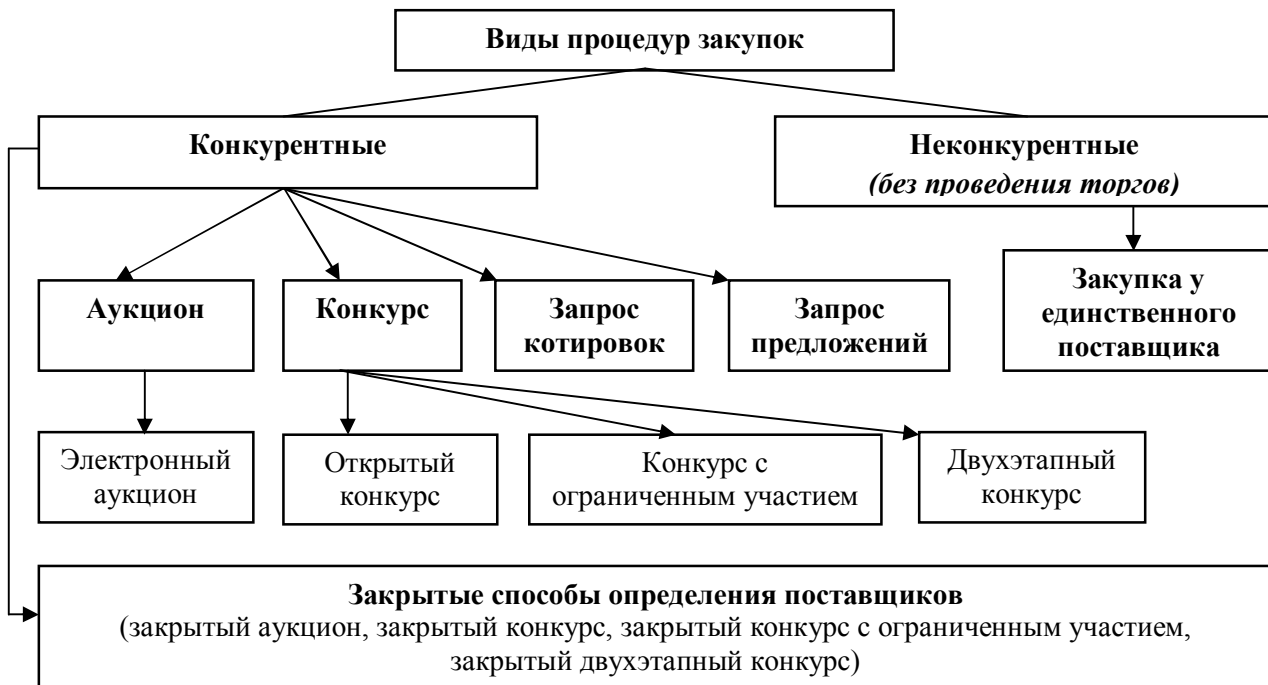 Виды процедур закупок
Конкурентные
Неконкурентные
(без проведения торгов)
Аукцион
Конкурс
Запрос
котировок
Запрос
предложений
Закупка у
единственного
поставщика
Электронный
аукцион
Открытый
конкурс
Конкурс с
ограниченным участием
Двухэтапный
конкурс
Закрытые способы определения поставщиков
(закрытый аукцион, закрытый конкурс, закрытый конкурс с ограниченным участием,
закрытый двухэтапный конкурс)